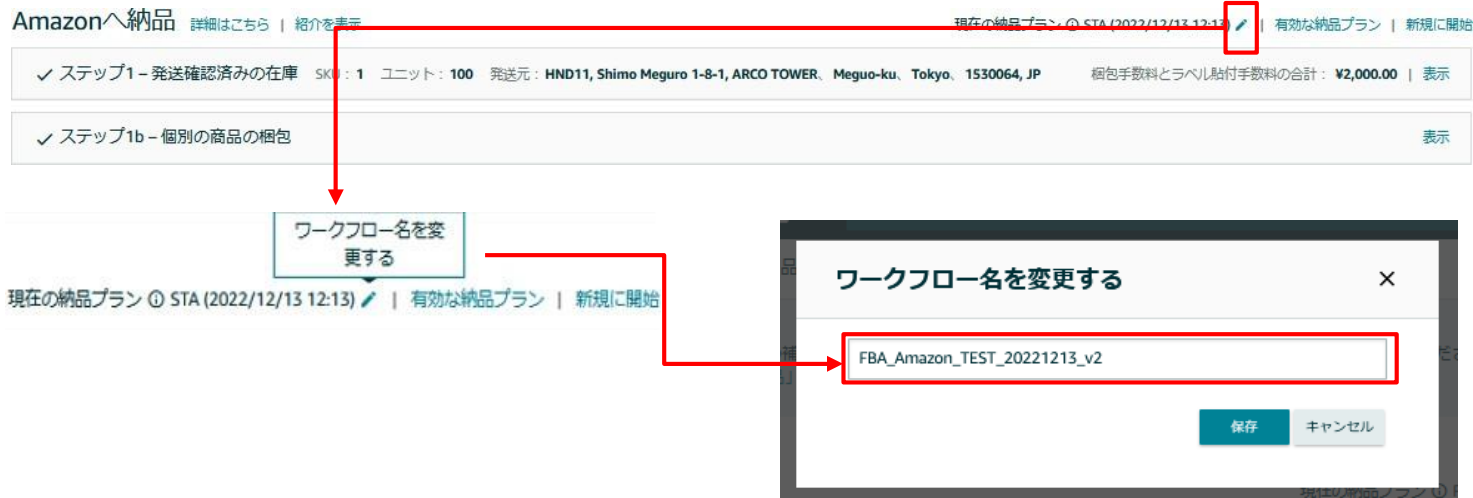 Amazonへ納品 詳細はこちら | 紹介を表示 現在の納品プラン ⓘ STA (2022/12/13 12:13) | 有効な納品プラン | 新規に開始
✓ ステップ1 – 発送確認済みの在庫 SKU : 1 ユニット : 100 発送元 : HND11, Shimo Meguro 1-8-1, ARCO TOWER、Meguo-ku、Tokyo、1530064, JP 梱包手数料とラベル貼付手数料の合計 : ¥2,000.00 | 表示
✓ ステップ1b – 個別の商品の梱包 表示
ワークフロー名を変
更する
現在の納品プラン ⓘ STA (2022/12/13 12:13) | 有効な納品プラン | 新規に開始
ワークフロー名を変更する ×
FBA_Amazon_TEST_20221213_v2
保存 キャンセル
現在の納品プラン ⓘ F